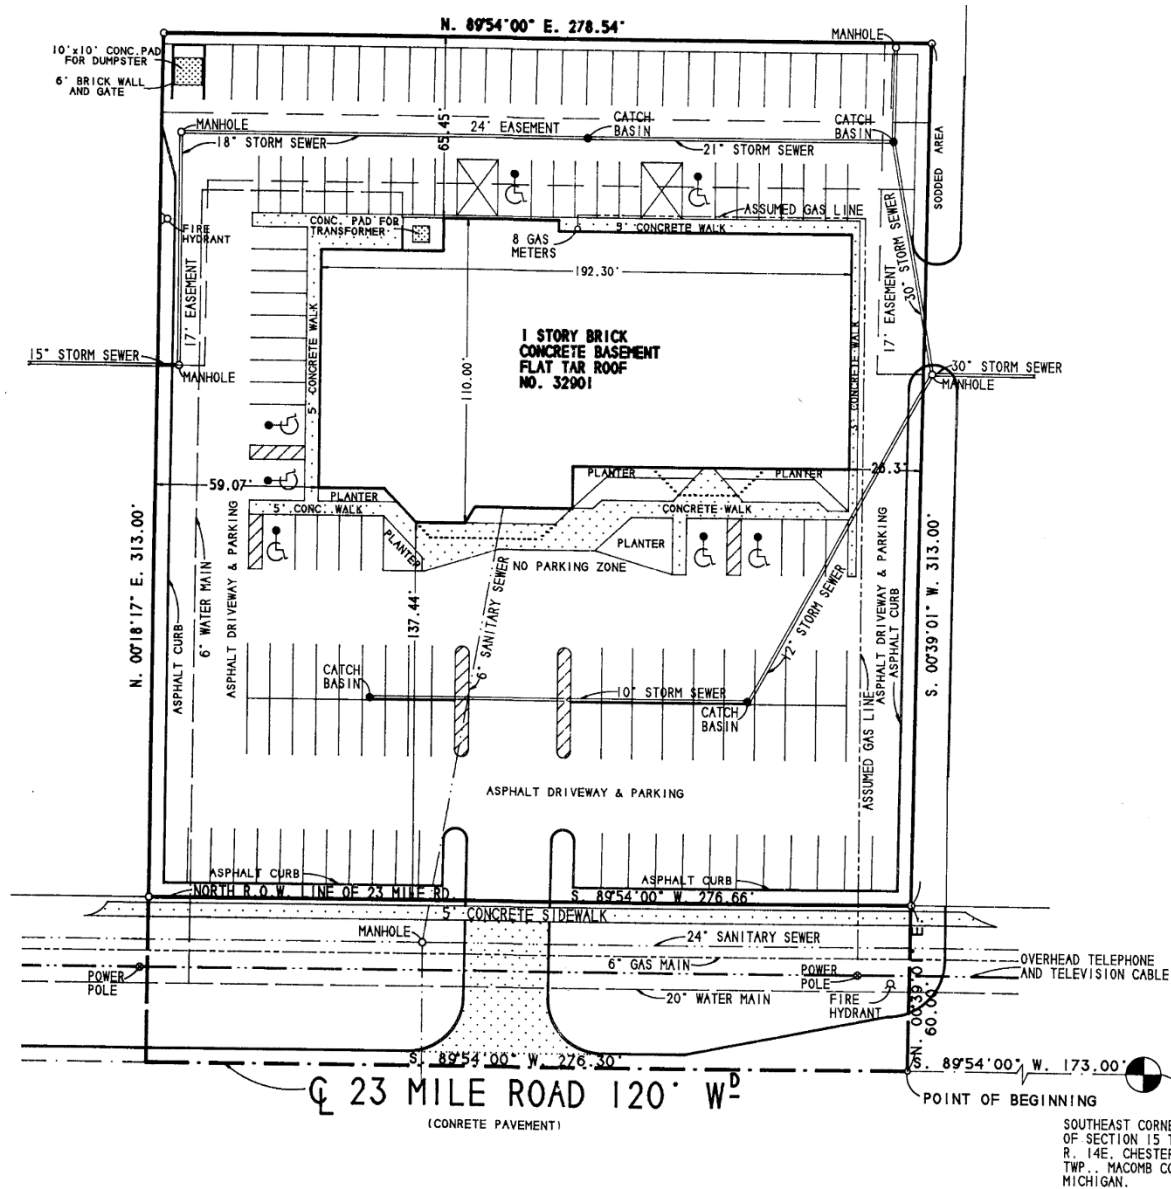 N. 89°54'00" E. 278.54'
MANHOLE
10'x10' CONC.PAD
FOR DUMPSTER
6' BRICK WALL
AND GATE
65.45'
MANHOLE
24' EASEMENT
CATCH
BASIN
CATCH
BASIN
18" STORM SEWER
21" STORM SEWER
SODDED AREA
ASSUMED GAS LINE
CONC. PAD FOR
TRANSFORMER
5' CONCRETE WALK
FIRE
HYDRANT
8 GAS
METERS
30" STORM SEWER
17' EASEMENT
17' EASEMENT
192.30'
1 STORY BRICK
CONCRETE BASEMENT
FLAT TAR ROOF
NO. 32901
5' CONCRETE WALK
110.00'
3' CONCRETE WALK
15" STORM SEWER
MANHOLE
30" STORM SEWER
MANHOLE
59.07'
26.3'
PLANTER
PLANTER
PLANTER
5' CONC. WALK
CONCRETE WALK
PLANTER
PLANTER
NO PARKING ZONE
N. 00°18'17" E. 313.00'
ASPHALT CURB
6" WATER MAIN
ASPHALT DRIVEWAY & PARKING
137.44'
6" SANITARY SEWER
12" STORM SEWER
ASSUMED GAS LINE
ASPHALT DRIVEWAY & PARKING
ASPHALT CURB
S. 00°39'01" W. 313.00'
CATCH
BASIN
10" STORM SEWER
CATCH
BASIN
ASPHALT DRIVEWAY & PARKING
ASPHALT CURB
ASPHALT CURB
NORTH R.O.W. LINE OF 23 MILE RD.
S. 89°54'00" W. 276.66'
5' CONCRETE SIDEWALK
MANHOLE
24" SANITARY SEWER
6" GAS MAIN
OVERHEAD TELEPHONE
AND TELEVISION CABLE
POWER
POLE
POWER
POLE
20" WATER MAIN
FIRE
HYDRANT
60.00'
S. 89°54'00" W. 276.30'
S. 89°54'00" W. 173.00'
℄ 23 MILE ROAD 120' Wᴰ
POINT OF BEGINNING
(CONRETE PAVEMENT)
SOUTHEAST CORNE
OF SECTION 15 T
R. 14E, CHESTER
TWP., MACOMB CO
MICHIGAN.